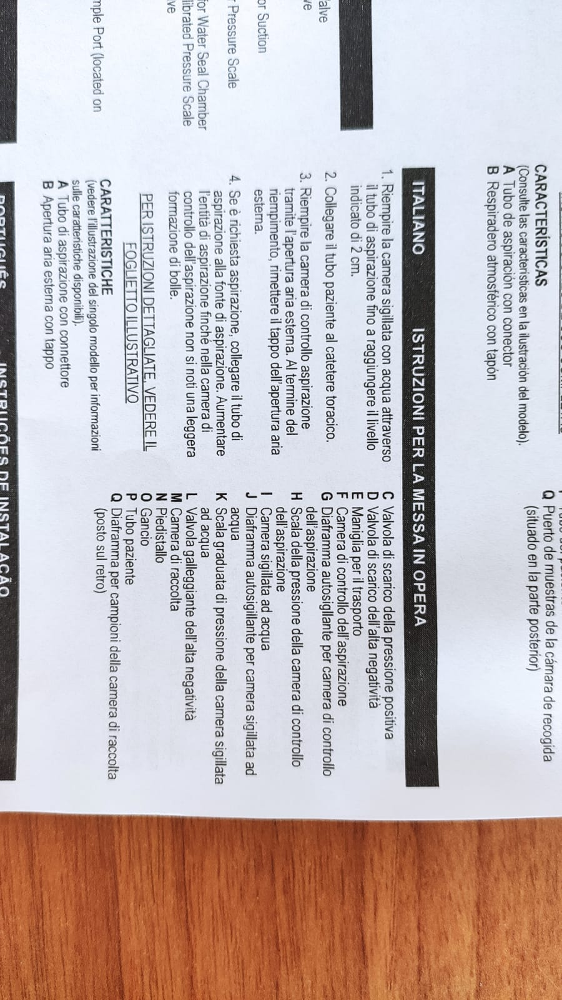 Valve
ve
or Suction
r Pressure Scale
for Water Seal Chamber
librated Pressure Scale
ve
mple Port (located on
CARACTERÍSTICAS
(Consulte las características en la ilustración del modelo).
A Tubo de aspiración con conector
B Respiradero atmosférico con tapón
Q Puerto de muestras de la cámara de recogida
(situado en la parte posterior)
ITALIANO ISTRUZIONI PER LA MESSA IN OPERA
1. Riempire la camera sigillata con acqua attraverso
il tubo di aspirazione fino a raggiungere il livello
indicato di 2 cm.
2. Collegare il tubo paziente al catetere toracico.
3. Riempire la camera di controllo aspirazione
tramite l'apertura aria esterna. Al termine del
riempimento, rimettere il tappo dell'apertura aria
esterna.
4. Se è richiesta aspirazione, collegare il tubo di
aspirazione alla fonte di aspirazione. Aumentare
l'entità di aspirazione finché nella camera di
controllo dell'aspirazione non si noti una leggera
formazione di bolle.
PER ISTRUZIONI DETTAGLIATE, VEDERE IL
FOGLIETTO ILLUSTRATIVO
CARATTERISTICHE
(vedere l'illustrazione del singolo modello per informazioni
sulle caratteristiche disponibili).
A Tubo di aspirazione con connettore
B Apertura aria esterna con tappo
C Valvola di scarico della pressione positiva
D Valvola di scarico dell'alta negatività
E Maniglia per il trasporto
F Camera di controllo dell'aspirazione
G Diaframma autosigllante per camera di controllo
dell'aspirazione
H Scala della pressione della camera di controllo
dell'aspirazione
I Camera sigillata ad acqua
J Diaframma autosigillante per camera sigillata ad
acqua
K Scala graduata di pressione della camera sigillata
ad acqua
L Valvola galleggiante dell'alta negatività
M Camera di raccolta
N Piedistallo
O Gancio
P Tubo paziente
Q Diaframma per campioni della camera di raccolta
(posto sul retro)
PORTUGUÊS INSTRUÇÕES DE INSTALAÇÃO